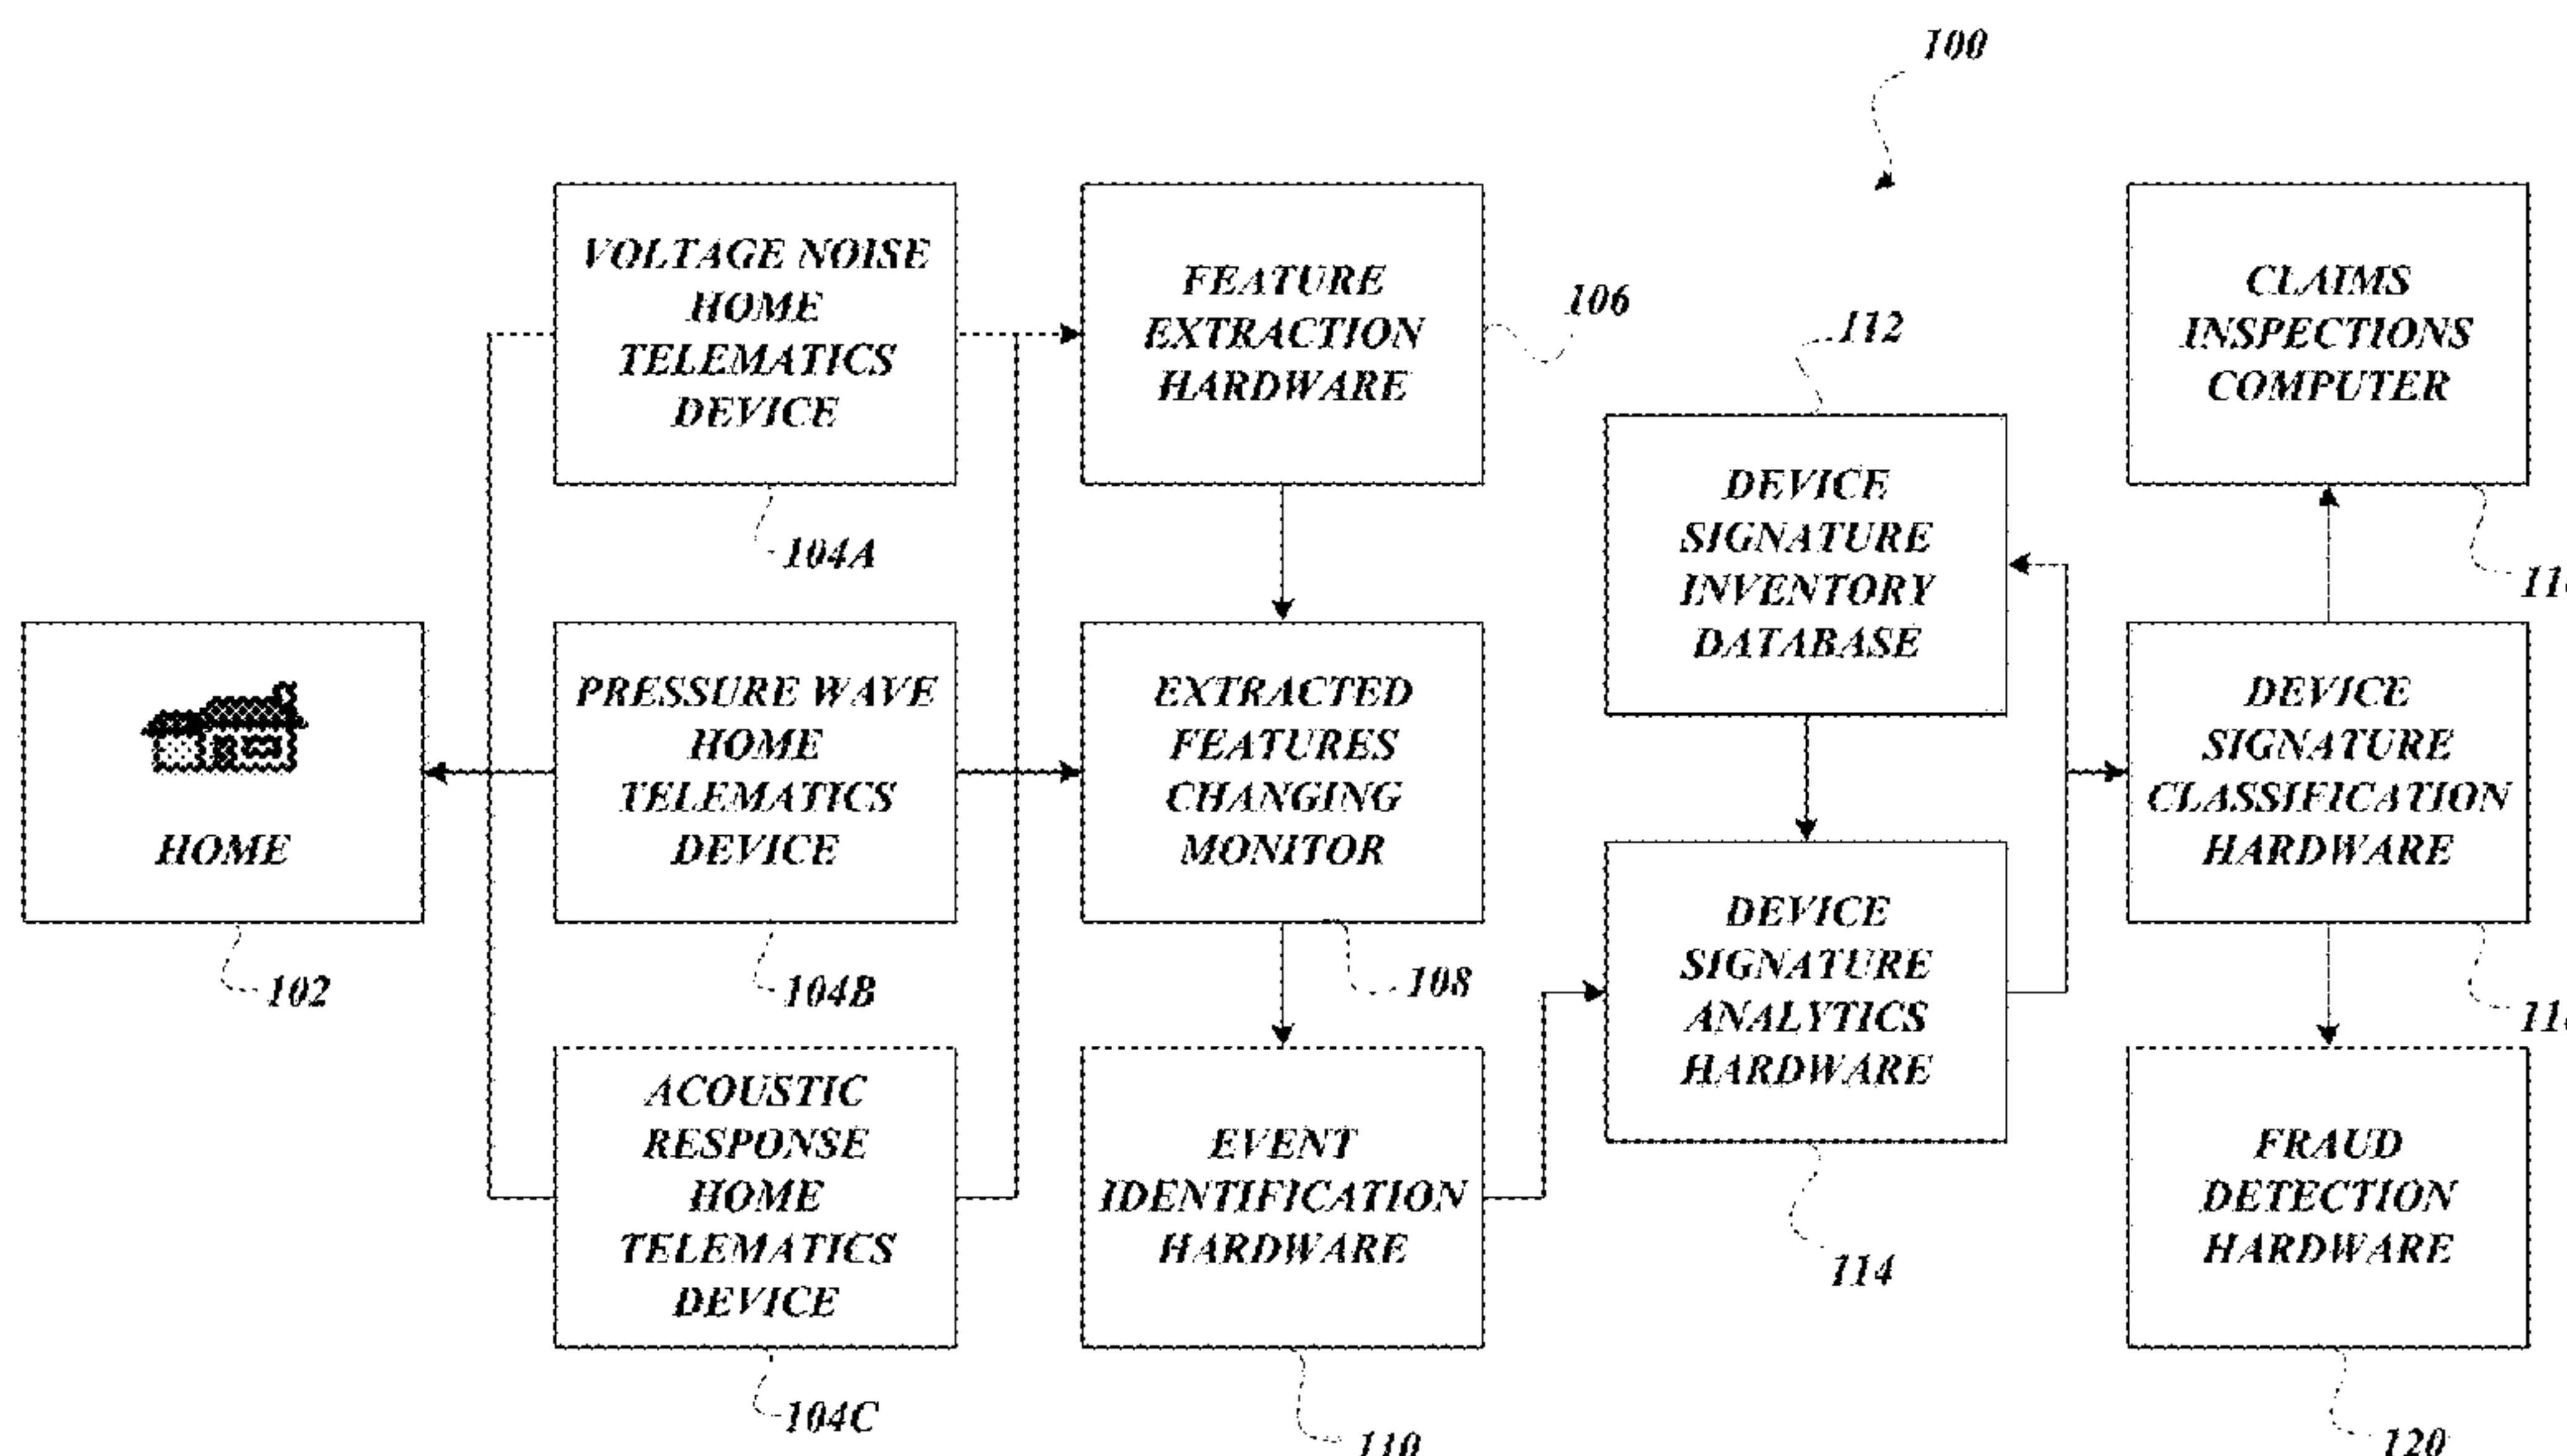 100
VOLTAGE NOISE
HOME
TELEMATICS
DEVICE
104A
FEATURE
EXTRACTION
HARDWARE
106
112
CLAIMS
INSPECTIONS
COMPUTER
DEVICE
SIGNATURE
INVENTORY
DATABASE
HOME
102
PRESSURE WAVE
HOME
TELEMATICS
DEVICE
104B
EXTRACTED
FEATURES
CHANGING
MONITOR
108
DEVICE
SIGNATURE
CLASSIFICATION
HARDWARE
DEVICE
SIGNATURE
ANALYTICS
HARDWARE
114
ACOUSTIC
RESPONSE
HOME
TELEMATICS
DEVICE
104C
EVENT
IDENTIFICATION
HARDWARE
110
FRAUD
DETECTION
HARDWARE
120